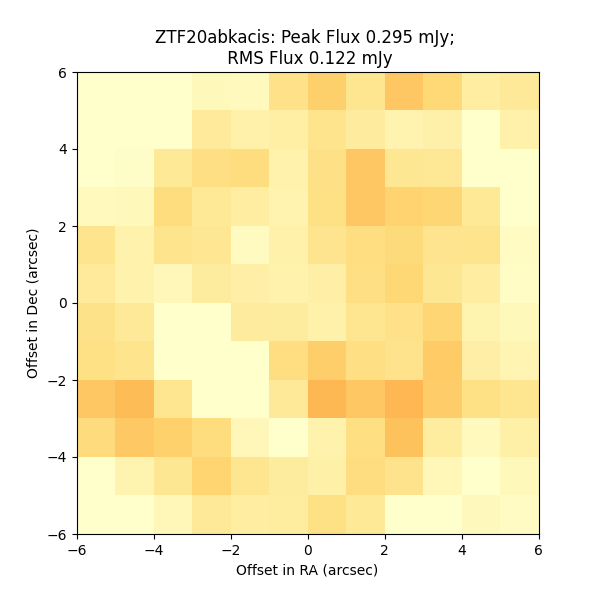 ZTF20abkacis: Peak Flux 0.295 mJy;
RMS Flux 0.122 mJy
6
4
2
0
−2
−4
−6
Offset in Dec (arcsec)
−6 −4 −2 0 2 4 6
Offset in RA (arcsec)